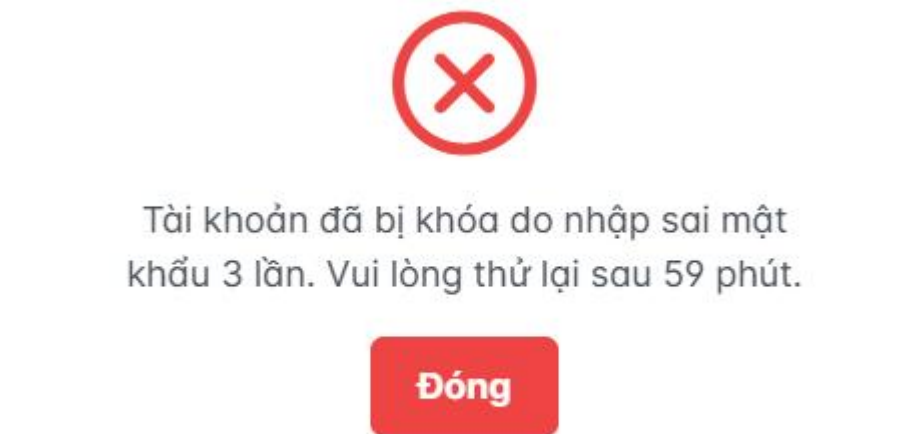 Tài khoản đã bị khóa do nhập sai mật
khẩu 3 lần. Vui lòng thử lại sau 59 phút.
Đóng